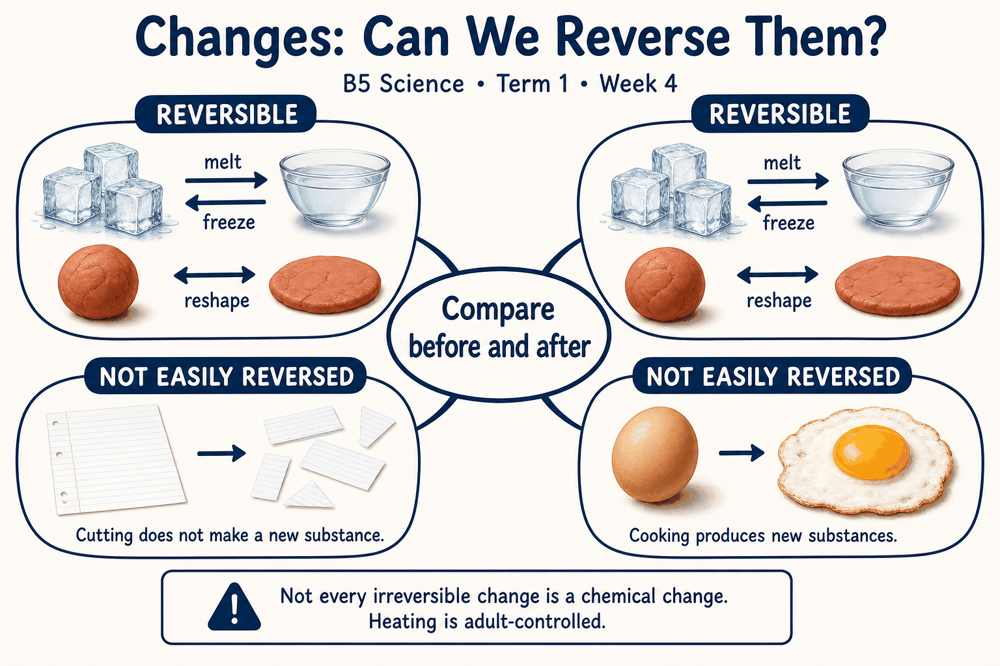 Changes: Can We Reverse Them?
B5 Science • Term 1 • Week 4
REVERSIBLE
melt
freeze
reshape
REVERSIBLE
melt
freeze
reshape
Compare
before and after
NOT EASILY REVERSED
Cutting does not make a new substance.
NOT EASILY REVERSED
Cooking produces new substances.
Not every irreversible change is a chemical change.
Heating is adult-controlled.